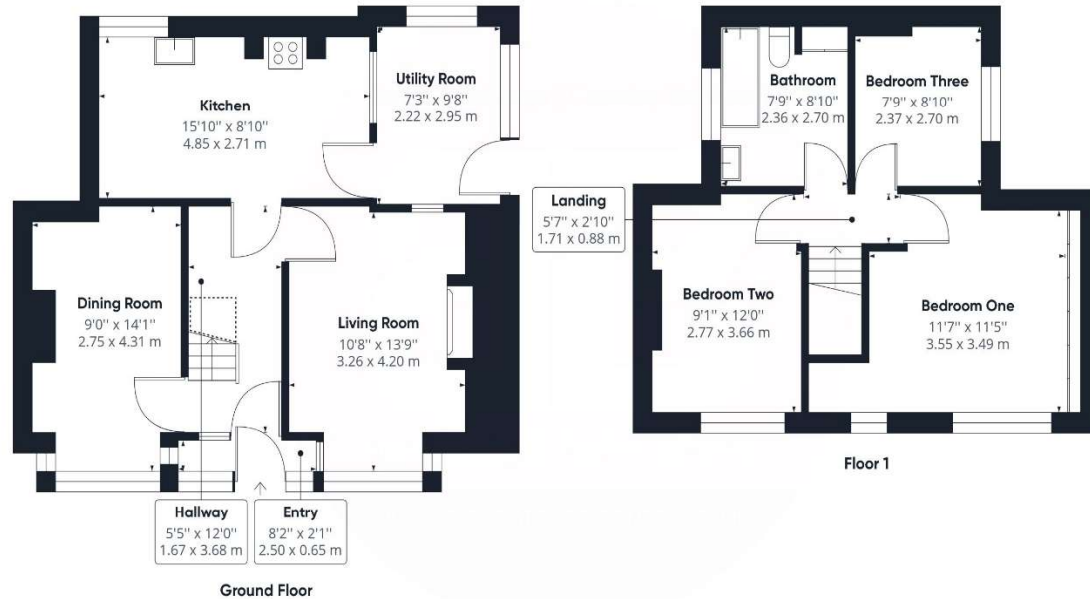 Kitchen
15'10" x 8'10"
4.85 x 2.71 m
Utility Room
7'3" x 9'8"
2.22 x 2.95 m
Dining Room
9'0" x 14'1"
2.75 x 4.31 m
Living Room
10'8" x 13'9"
3.26 x 4.20 m
Hallway
5'5" x 12'0"
1.67 x 3.68 m
Entry
8'2" x 2'1"
2.50 x 0.65 m
Ground Floor
Bathroom
7'9" x 8'10"
2.36 x 2.70 m
Bedroom Three
7'9" x 8'10"
2.37 x 2.70 m
Landing
5'7" x 2'10"
1.71 x 0.88 m
Bedroom Two
9'1" x 12'0"
2.77 x 3.66 m
Bedroom One
11'7" x 11'5"
3.55 x 3.49 m
Floor 1